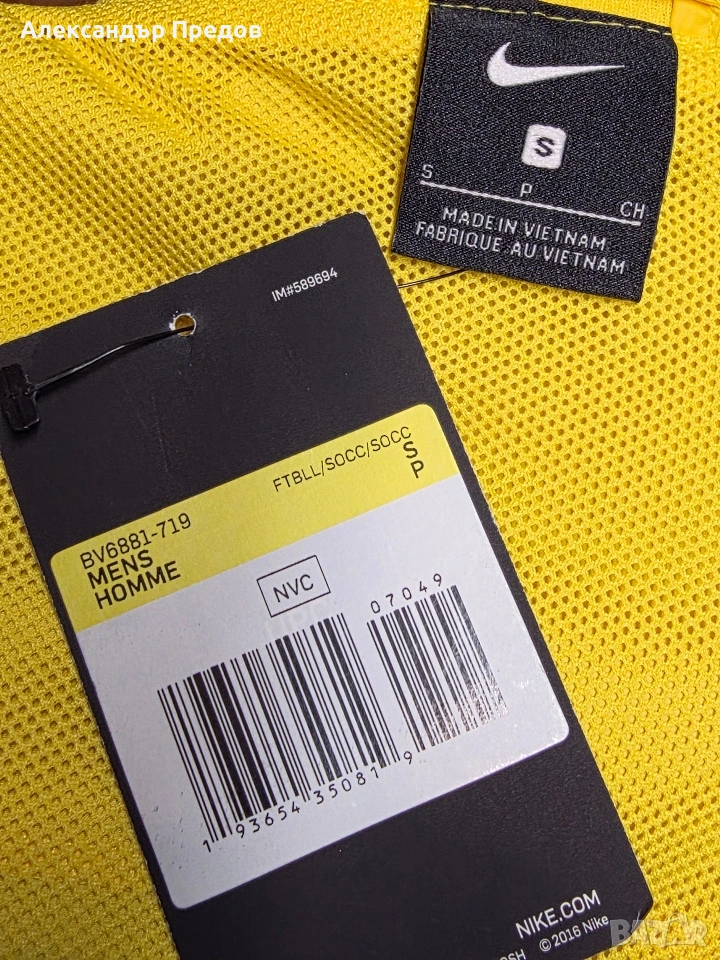 Александър Предов
S
S P CH
MADE IN VIETNAM
FABRIQUE AU VIETNAM
IM#589694
FTBLL/SOCC/SOCC
S
P
BV6881-719
MENS
HOMME
NVC
07049
1 93654 35081 9
NIKE.COM
©2016 Nike
BAZAR